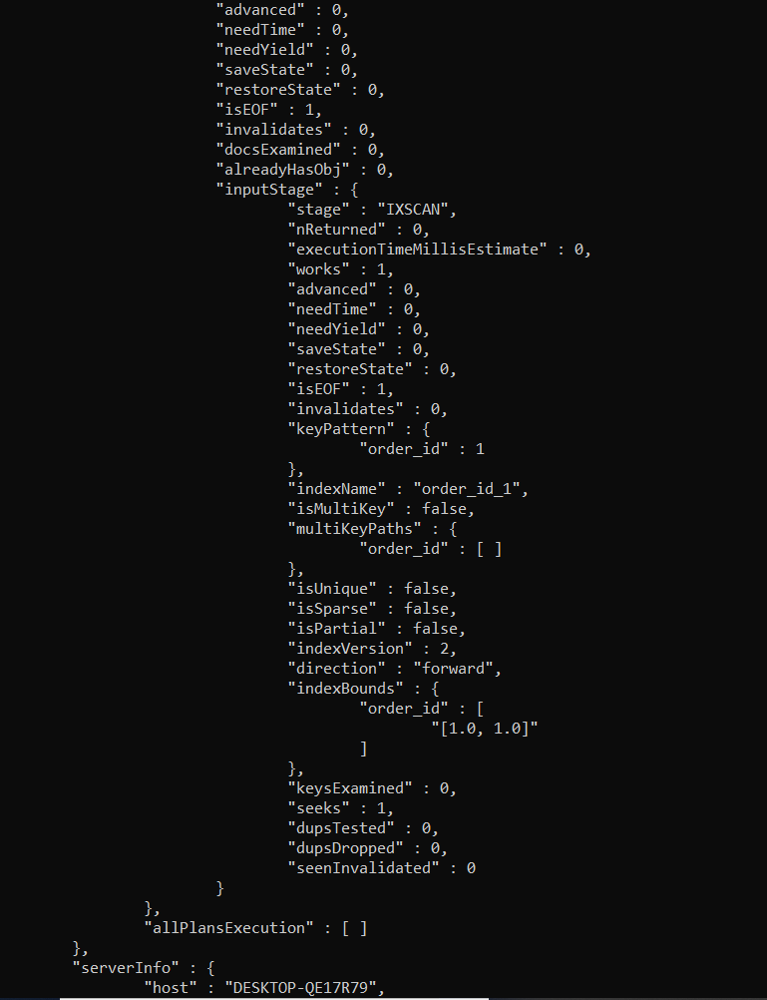 "advanced" : 0,
"needTime" : 0,
"needYield" : 0,
"saveState" : 0,
"restoreState" : 0,
"isEOF" : 1,
"invalidates" : 0,
"docsExamined" : 0,
"alreadyHasObj" : 0,
"inputStage" : {
"stage" : "IXSCAN",
"nReturned" : 0,
"executionTimeMillisEstimate" : 0,
"works" : 1,
"advanced" : 0,
"needTime" : 0,
"needYield" : 0,
"saveState" : 0,
"restoreState" : 0,
"isEOF" : 1,
"invalidates" : 0,
"keyPattern" : {
"order_id" : 1
},
"indexName" : "order_id_1",
"isMultiKey" : false,
"multiKeyPaths" : {
"order_id" : [ ]
},
"isUnique" : false,
"isSparse" : false,
"isPartial" : false,
"indexVersion" : 2,
"direction" : "forward",
"indexBounds" : {
"order_id" : [
"[1.0, 1.0]"
]
},
"keysExamined" : 0,
"seeks" : 1,
"dupsTested" : 0,
"dupsDropped" : 0,
"seenInvalidated" : 0
}
},
"allPlansExecution" : [ ]
},
"serverInfo" : {
"host" : "DESKTOP-QE17R79",